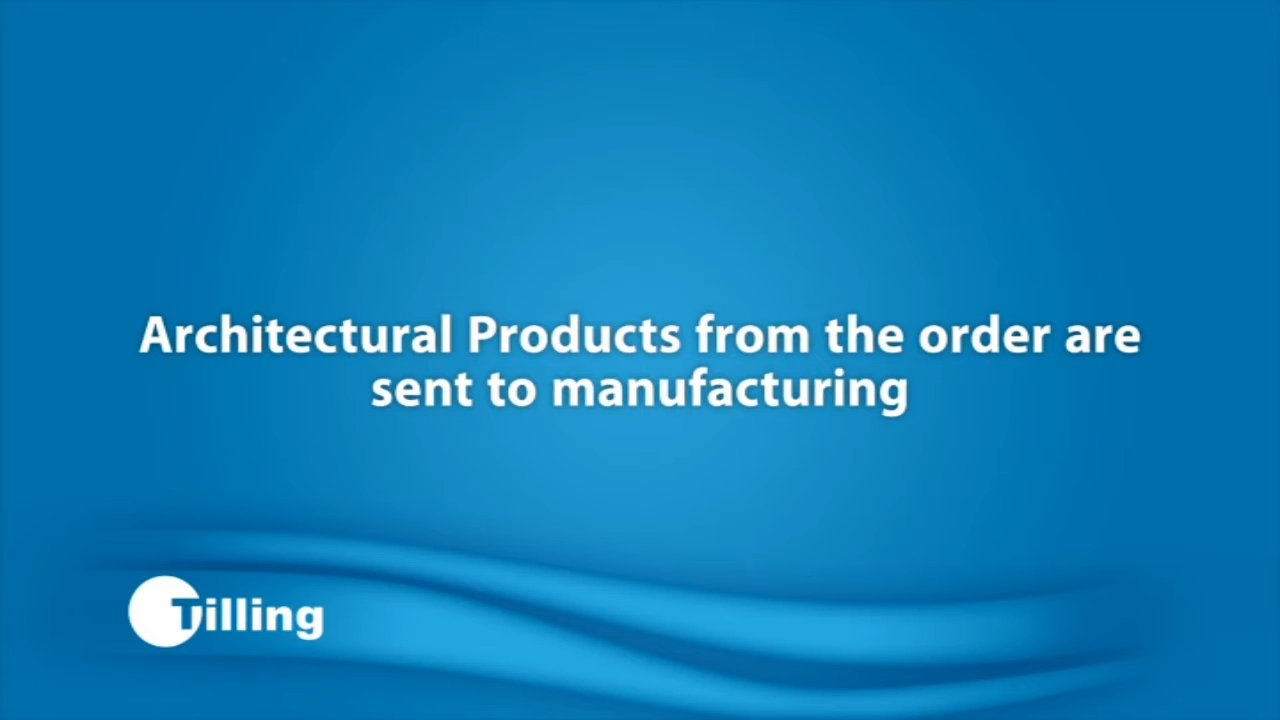 Architectural Products from the order are
sent to manufacturing
Tilling